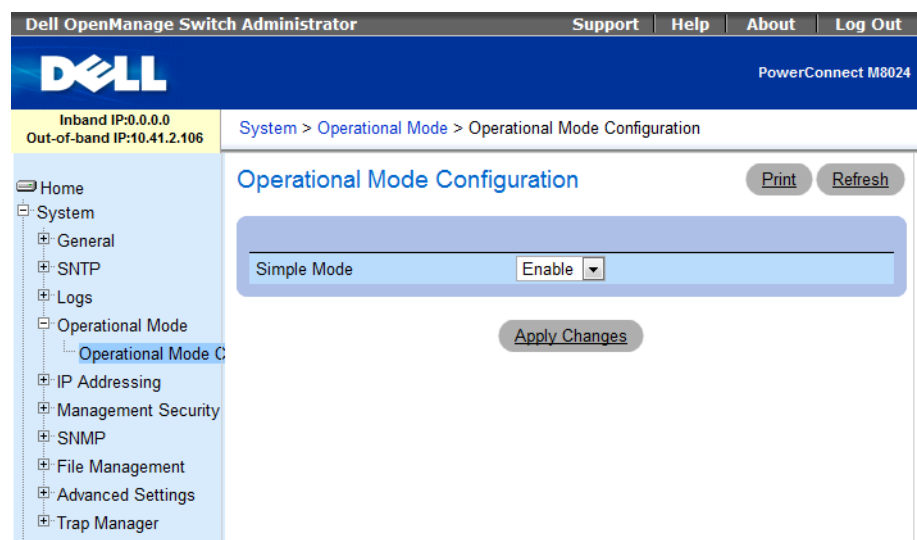 Dell OpenManage Switch Administrator Support Help About Log Out
DELL
PowerConnect M8024
Inband IP:0.0.0.0
Out-of-band IP:10.41.2.106
System > Operational Mode > Operational Mode Configuration
Home
System
General
SNTP
Logs
Operational Mode
Operational Mode C
IP Addressing
Management Security
SNMP
File Management
Advanced Settings
Trap Manager
Operational Mode Configuration
Print Refresh
Simple Mode Enable
Apply Changes